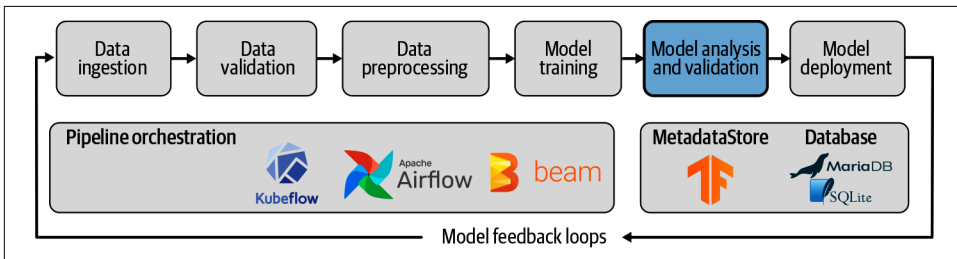 Data
ingestion
Data
validation
Data
preprocessing
Model
training
Model analysis
and validation
Model
deployment
Pipeline orchestration
Kubeflow
Apache
Airflow
beam
MetadataStore
Database
MariaDB
SQLite
Model feedback loops